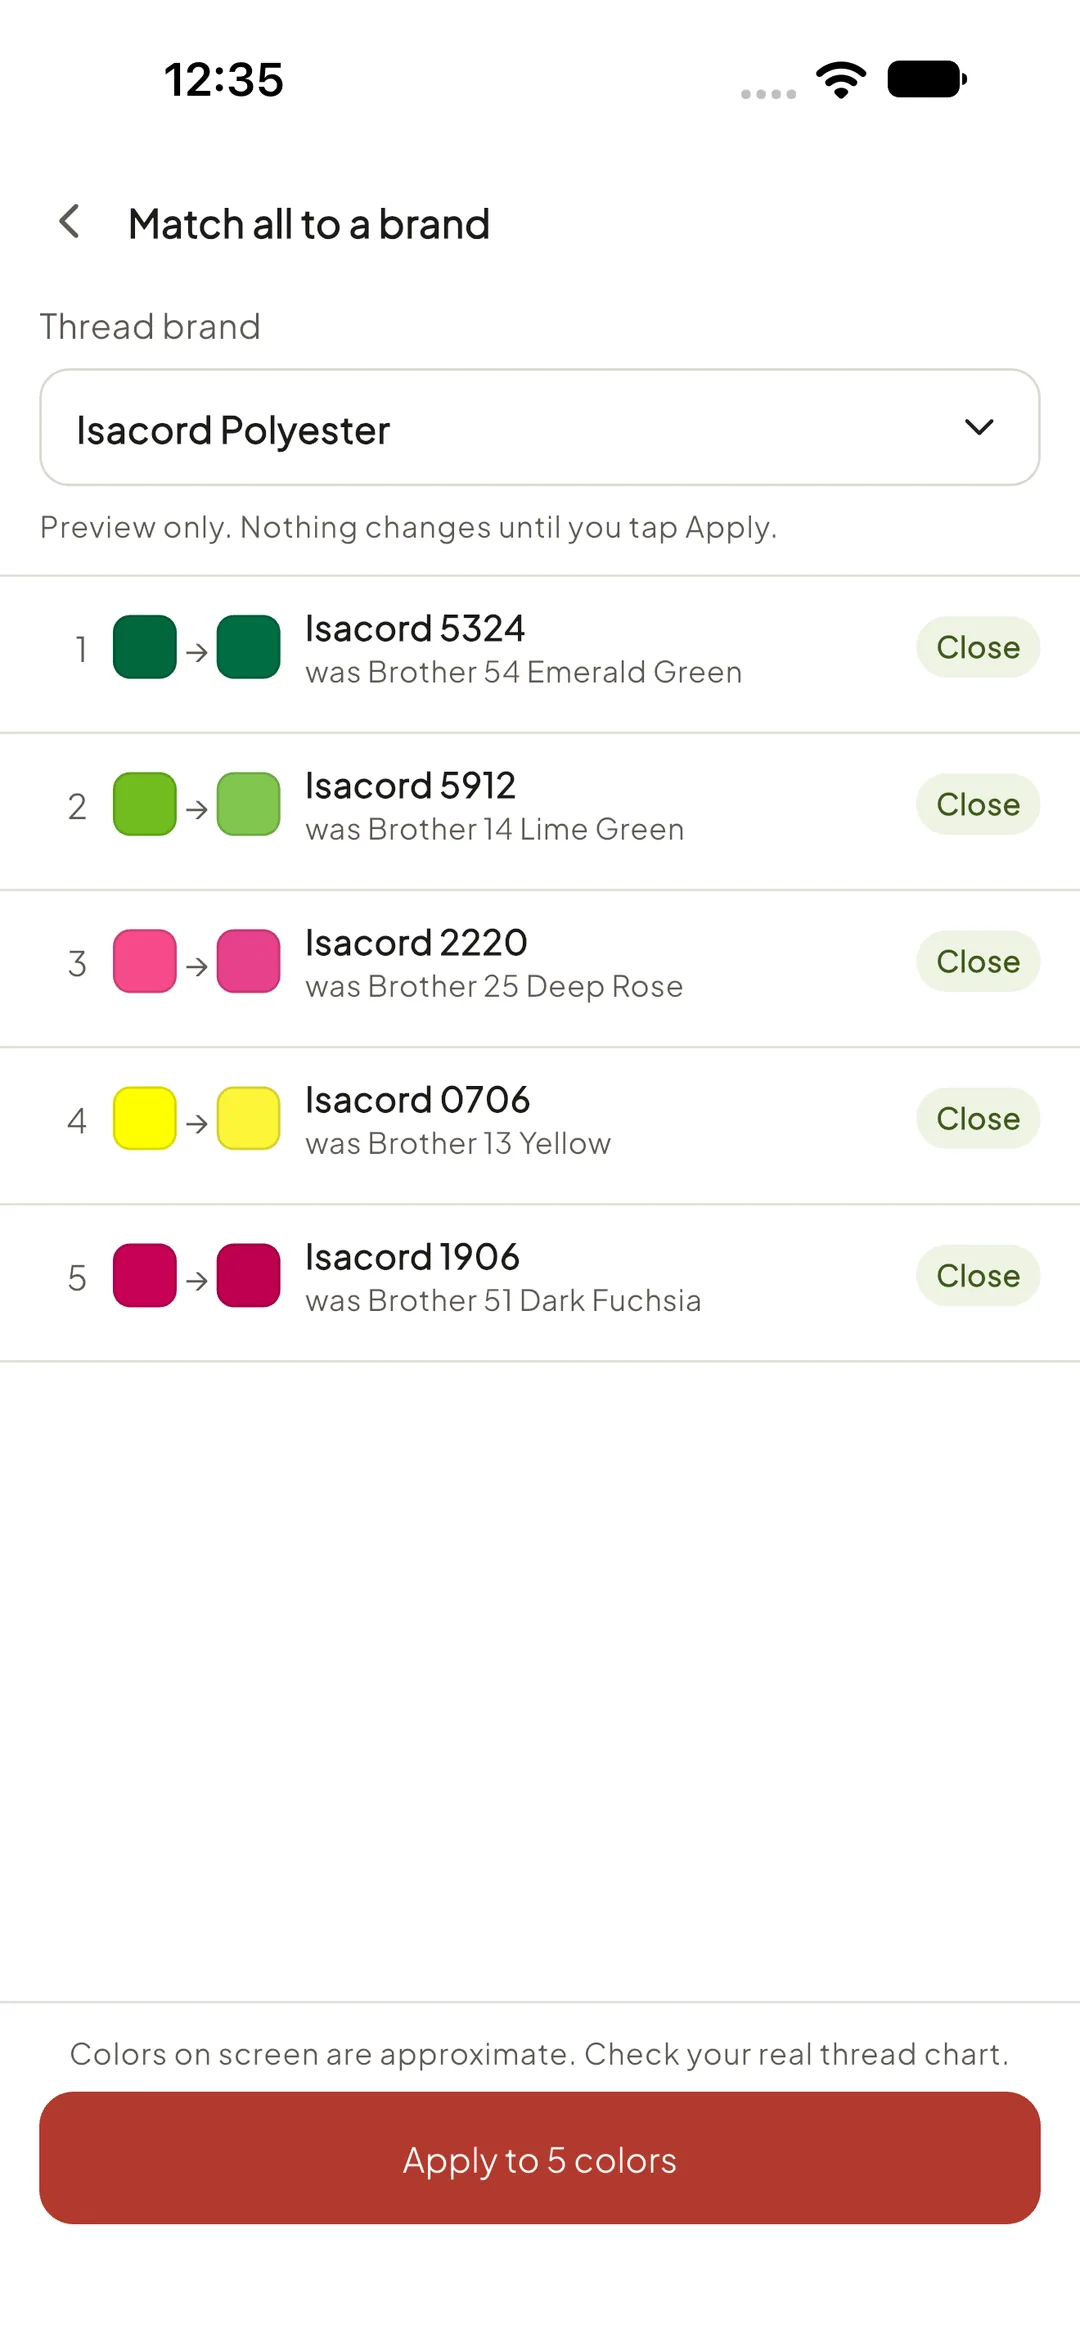 12:35
Match all to a brand
Thread brand
Isacord Polyester
Preview only. Nothing changes until you tap Apply.
1 → Isacord 5324 Close
was Brother 54 Emerald Green
2 → Isacord 5912 Close
was Brother 14 Lime Green
3 → Isacord 2220 Close
was Brother 25 Deep Rose
4 → Isacord 0706 Close
was Brother 13 Yellow
5 → Isacord 1906 Close
was Brother 51 Dark Fuchsia
Colors on screen are approximate. Check your real thread chart.
Apply to 5 colors